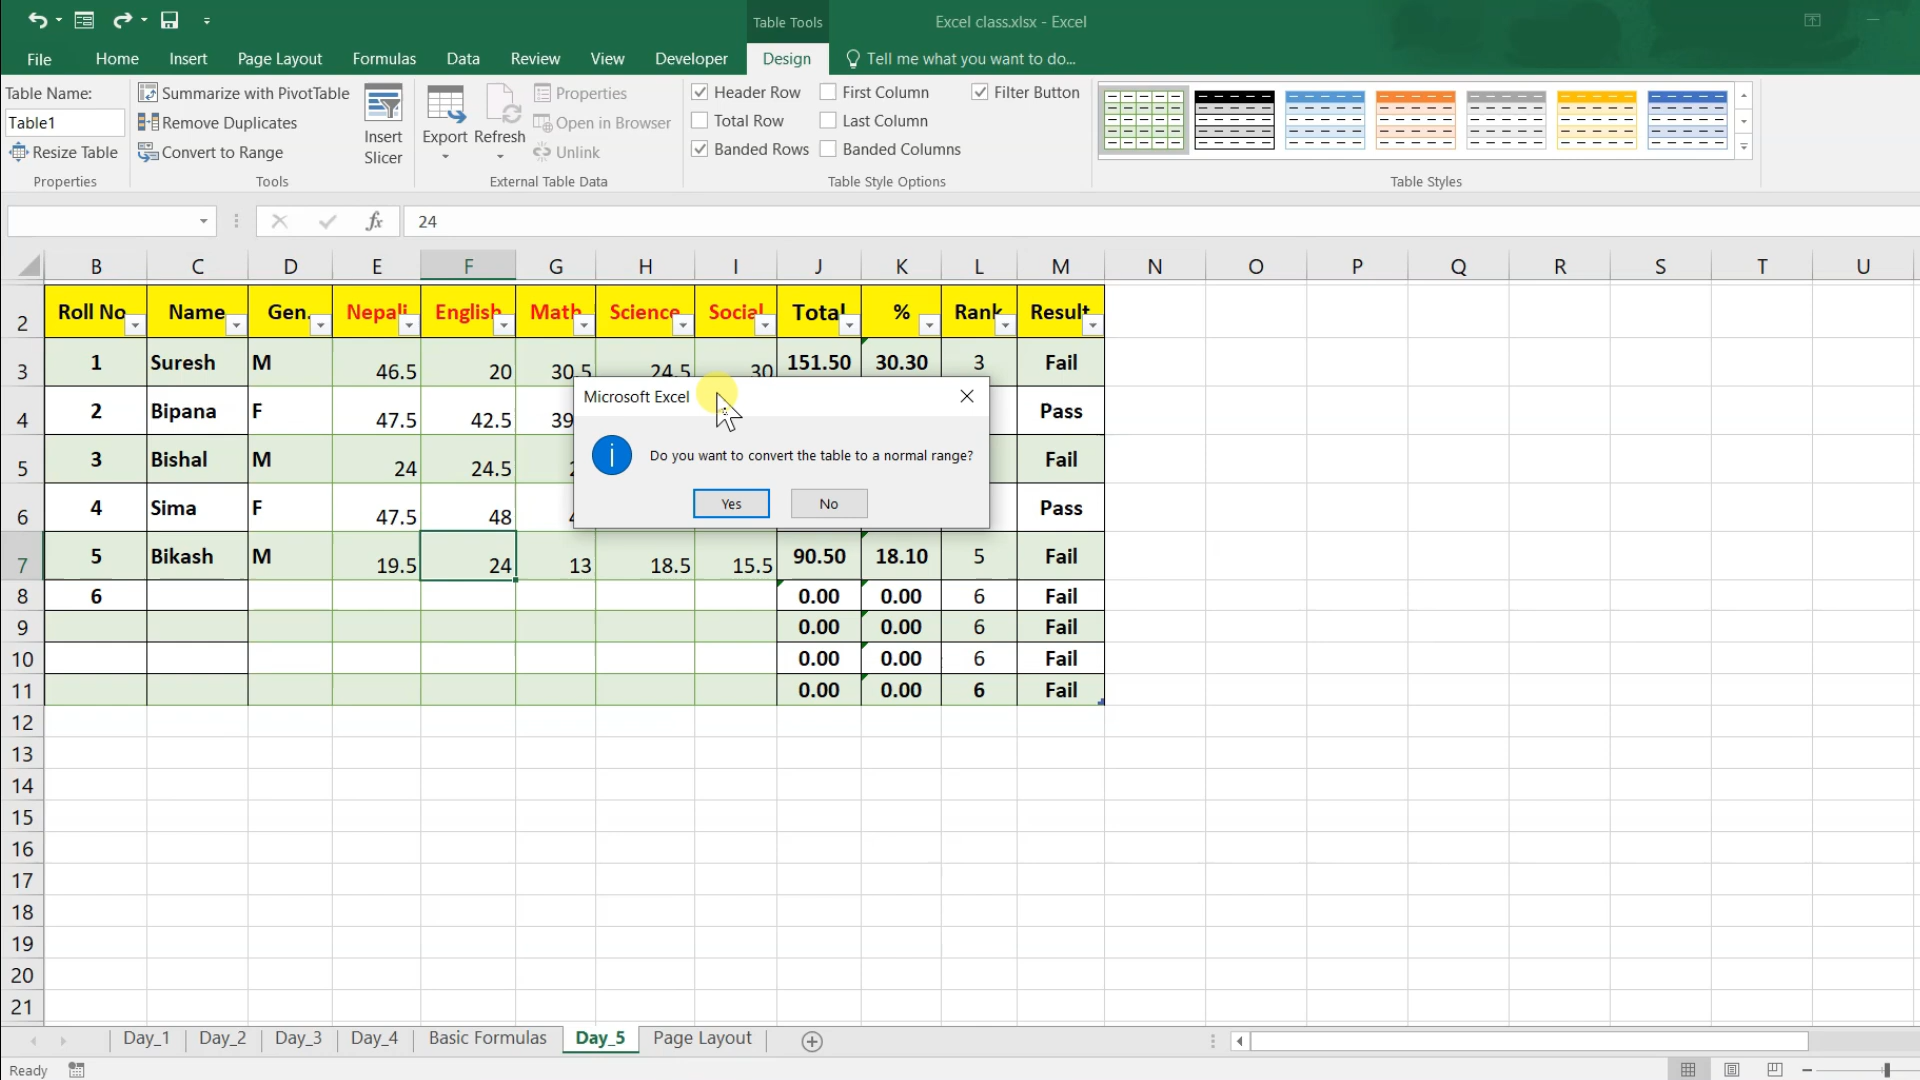 Table Tools
Excel class.xlsx - Excel
File Home Insert Page Layout Formulas Data Review View Developer Design Tell me what you want to do...
Table Name:
Table1
Resize Table
Properties
Summarize with PivotTable
Remove Duplicates
Convert to Range
Tools
Insert
Slicer
Export
Refresh
Properties
Open in Browser
Unlink
External Table Data
Header Row First Column Filter Button
Total Row Last Column
Banded Rows Banded Columns
Table Style Options
Table Styles
fx 24
B C D E F G H I J K L M N O P Q R S T U
2 Roll No Name Gen. Nepali English Math Science Social Total % Rank Result
3 1 Suresh M 46.5 20 30.5 24.5 30 151.50 30.30 3 Fail
4 2 Bipana F 47.5 42.5 39 Pass
5 3 Bishal M 24 24.5 Fail
6 4 Sima F 47.5 48 Pass
7 5 Bikash M 19.5 24 13 18.5 15.5 90.50 18.10 5 Fail
8 6 0.00 0.00 6 Fail
9 0.00 0.00 6 Fail
10 0.00 0.00 6 Fail
11 0.00 0.00 6 Fail
12
13
14
15
16
17
18
19
20
21
Microsoft Excel
Do you want to convert the table to a normal range?
Yes No
Day_1 Day_2 Day_3 Day_4 Basic Formulas Day_5 Page Layout
Ready